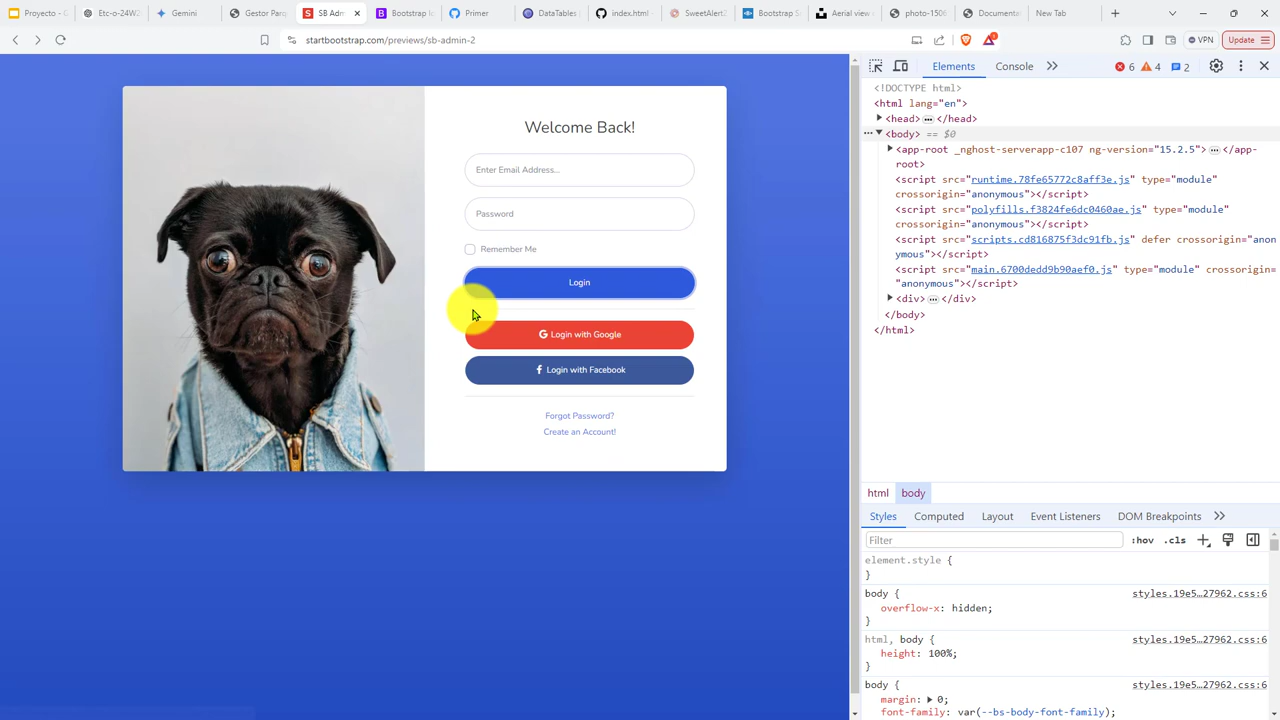 Proyecto - G
Etc-o-24W2
Gemini
Gestor Parq
SB Adm
Bootstrap Ic
Primer
DataTables
index.html
SweetAlert2
Bootstrap S
Aerial view
photo-1506
Documenta
New Tab
startbootstrap.com/previews/sb-admin-2
VPN
Update
Welcome Back!
Enter Email Address...
Password
Remember Me
Login
Login with Google
Login with Facebook
Forgot Password?
Create an Account!
Elements
Console
6
4
2
<!DOCTYPE html>
<html lang="en">
<head> … </head>
<body> == $0
<app-root _nghost-serverapp-c107 ng-version="15.2.5"> … </app-
root>
<script src="runtime.78fe65772c8aff3e.js" type="module"
crossorigin="anonymous"></script>
<script src="polyfills.f3824fe6dc0460ae.js" type="module"
crossorigin="anonymous"></script>
<script src="scripts.cd816875f3dc91fb.js" defer crossorigin="anon
ymous"></script>
<script src="main.6700dedd9b90aef0.js" type="module" crossorigin=
"anonymous"></script>
<div> … </div>
</body>
</html>
html
body
Styles
Computed
Layout
Event Listeners
DOM Breakpoints
Filter
:hov
.cls
element.style {
}
body {
styles.19e5…27962.css:6
overflow-x: hidden;
}
html, body {
styles.19e5…27962.css:6
height: 100%;
}
body {
styles.19e5…27962.css:6
margin: 0;
font-family: var(--bs-body-font-family);